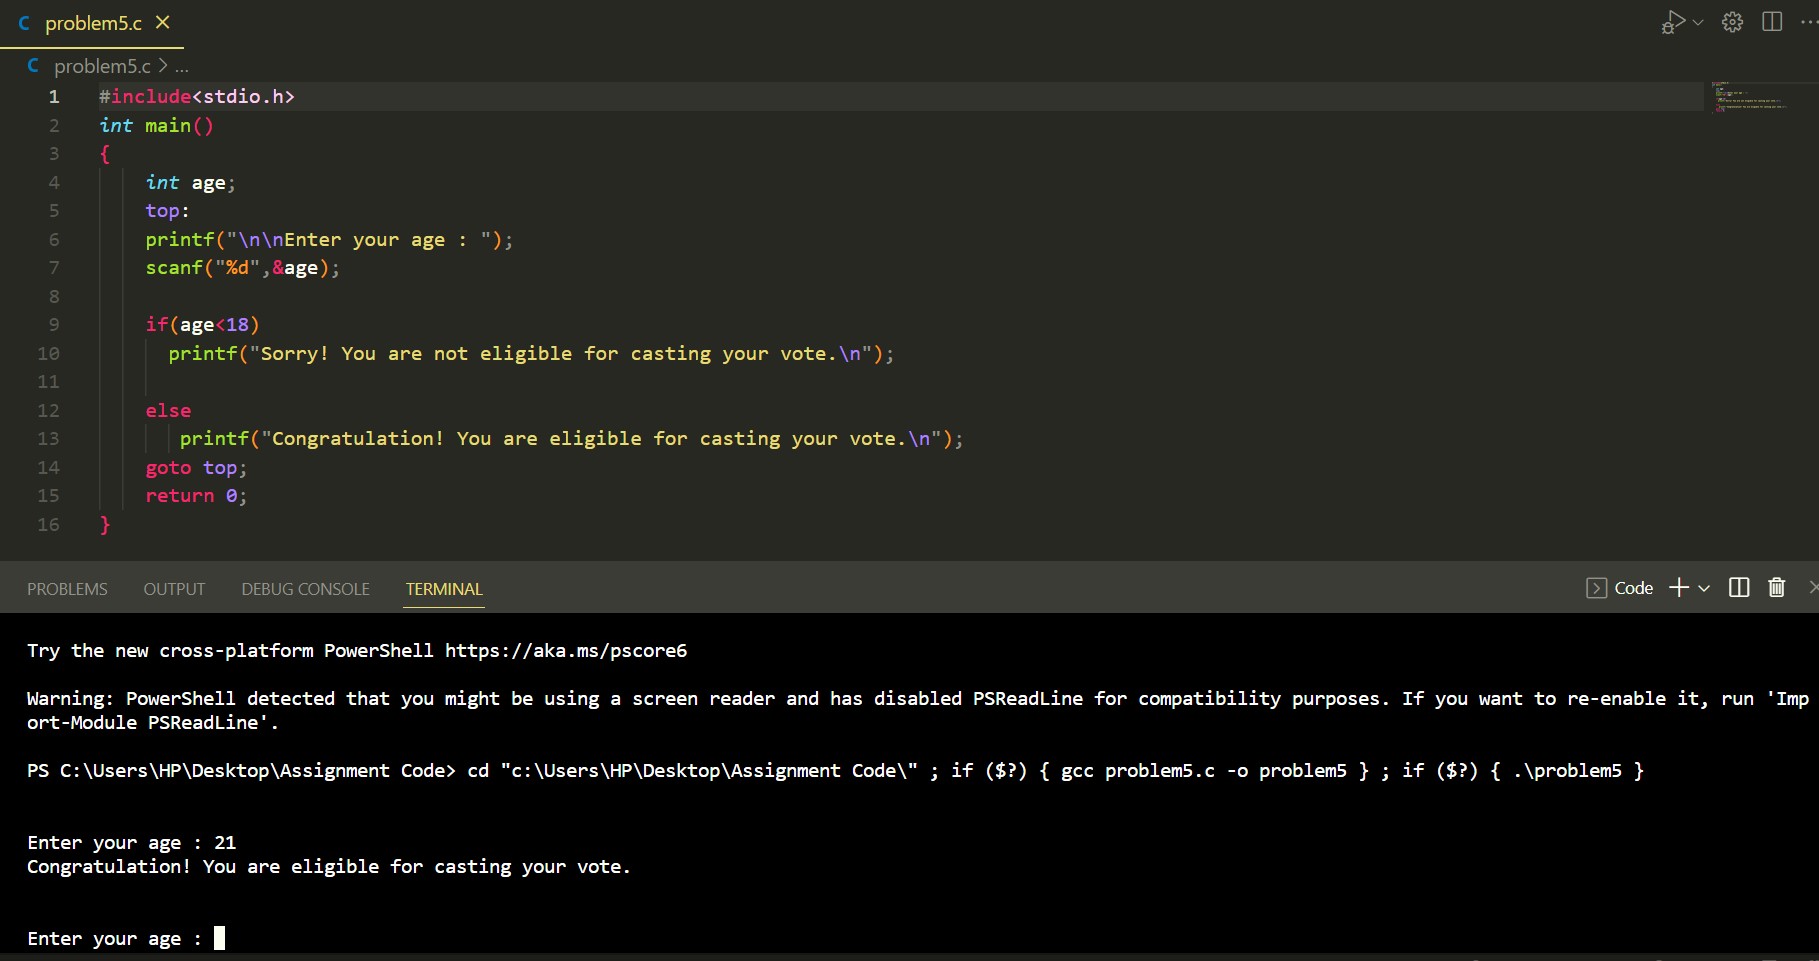 C problem5.c ×
C problem5.c > ...
1 #include<stdio.h>
2 int main()
3 {
4 int age;
5 top:
6 printf("\n\nEnter your age : ");
7 scanf("%d",&age);
8
9 if(age<18)
10 printf("Sorry! You are not eligible for casting your vote.\n");
11
12 else
13 printf("Congratulation! You are eligible for casting your vote.\n");
14 goto top;
15 return 0;
16 }
PROBLEMS OUTPUT DEBUG CONSOLE TERMINAL Code
Try the new cross-platform PowerShell https://aka.ms/pscore6
Warning: PowerShell detected that you might be using a screen reader and has disabled PSReadLine for compatibility purposes. If you want to re-enable it, run 'Imp
ort-Module PSReadLine'.
PS C:\Users\HP\Desktop\Assignment Code> cd "c:\Users\HP\Desktop\Assignment Code\" ; if ($?) { gcc problem5.c -o problem5 } ; if ($?) { .\problem5 }
Enter your age : 21
Congratulation! You are eligible for casting your vote.
Enter your age :